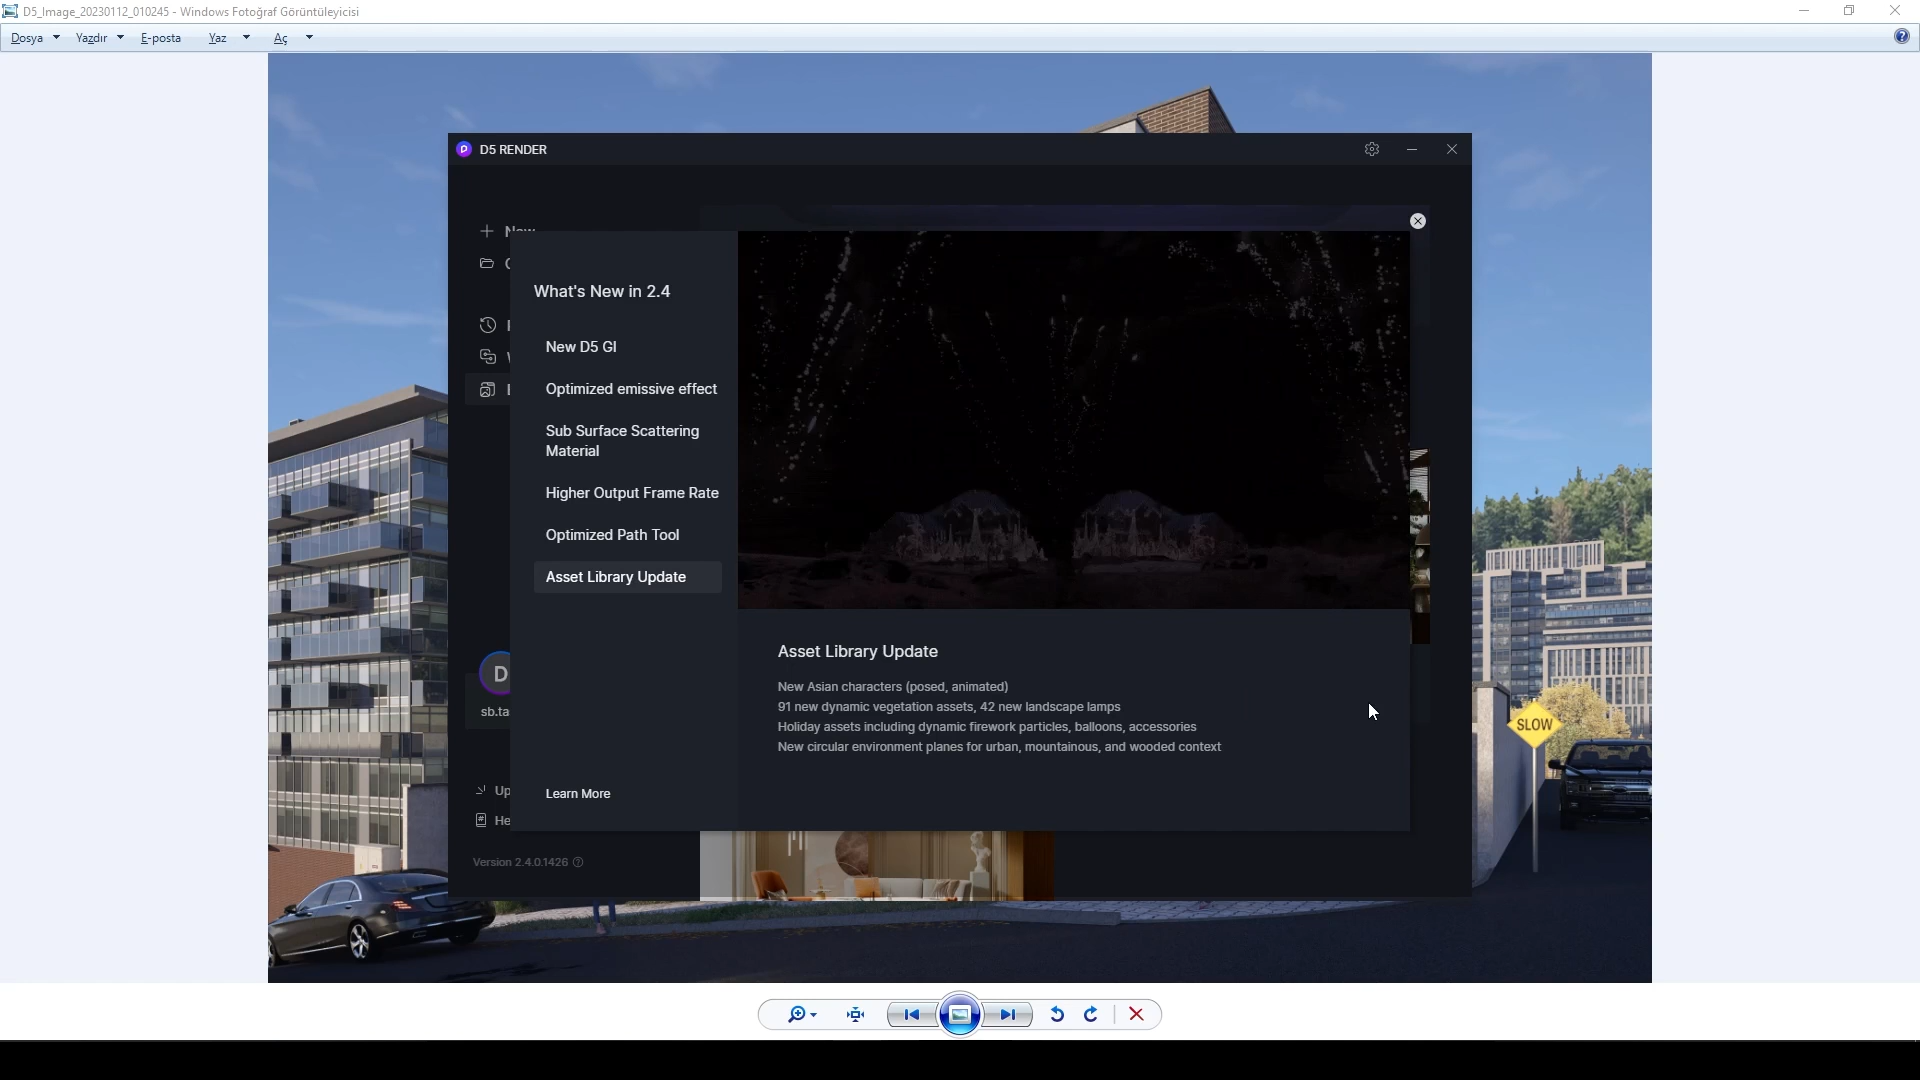 D5_Image_20230112_010245 - Windows Fotoğraf Görüntüleyicisi
Dosya Yazdır E-posta Yaz Aç
D5 RENDER
What's New in 2.4
New D5 GI
Optimized emissive effect
Sub Surface Scattering
Material
Higher Output Frame Rate
Optimized Path Tool
Asset Library Update
Learn More
Asset Library Update
New Asian characters (posed, animated)
91 new dynamic vegetation assets, 42 new landscape lamps
Holiday assets including dynamic firework particles, balloons, accessories
New circular environment planes for urban, mountainous, and wooded context
D
sb.ta
Up
He
Version 2.4.0.1426
SLOW